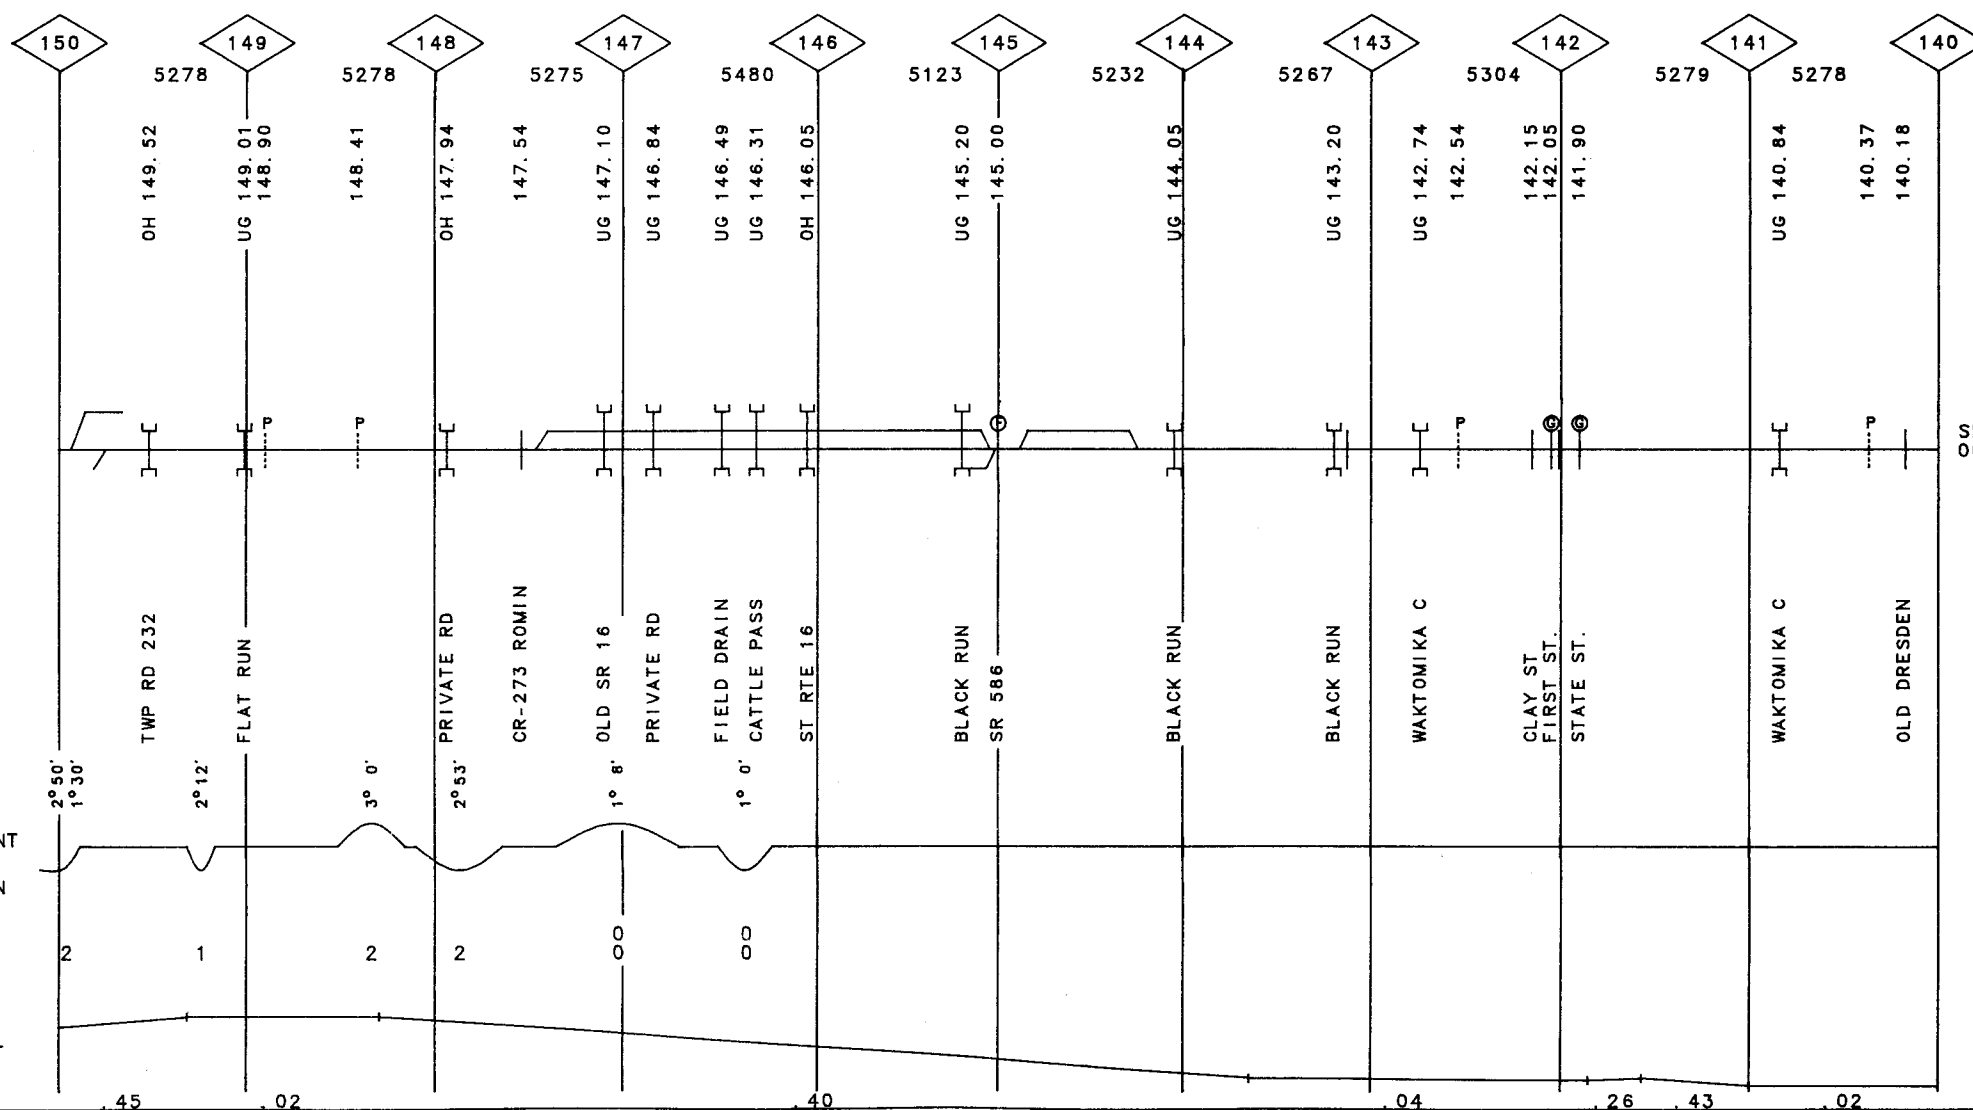 150 149 148 147 146 145 144 143 142 141 140
5278 5278 5275 5480 5123 5232 5267 5304 5279 5278
OH 149.52
UG 149.01
148.90
148.41
OH 147.94
147.54
UG 147.10
UG 146.84
UG 146.49
UG 146.31
OH 146.05
UG 145.20
145.00
UG 144.05
UG 143.20
UG 142.74
142.54
142.15
142.05
141.90
UG 140.84
140.37
140.18
P P F P G G P
S
O
TWP RD 232
FLAT RUN
PRIVATE RD
CR-273 ROMIN
OLD SR 16
PRIVATE RD
FIELD DRAIN
CATTLE PASS
ST RTE 16
BLACK RUN
SR 586
BLACK RUN
BLACK RUN
WAKTOMIKA C
CLAY ST
FIRST ST.
STATE ST.
WAKTOMIKA C
OLD DRESDEN
2°50'
1°30'
2°12'
3° 0'
2°53'
1° 8'
1° 0'
NT
N
0 0
2 1 2 2 0 0
.45 .02 .40 .04 .26 .43 .02